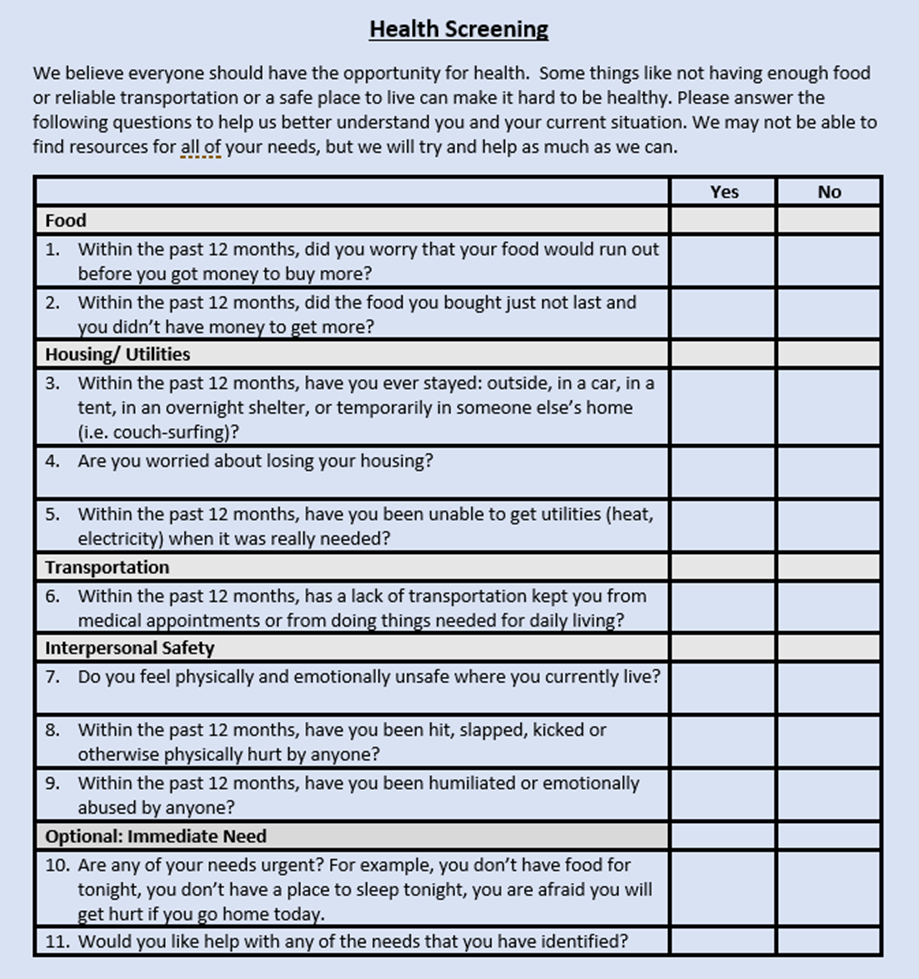 Health Screening
We believe everyone should have the opportunity for health.  Some things like not having enough food
or reliable transportation or a safe place to live can make it hard to be healthy. Please answer the
following questions to help us better understand you and your current situation. We may not be able to
find resources for all of your needs, but we will try and help as much as we can.
Yes No
Food
1. Within the past 12 months, did you worry that your food would run out
before you got money to buy more?
2. Within the past 12 months, did the food you bought just not last and
you didn’t have money to get more?
Housing/ Utilities
3. Within the past 12 months, have you ever stayed: outside, in a car, in a
tent, in an overnight shelter, or temporarily in someone else’s home
(i.e. couch-surfing)?
4. Are you worried about losing your housing?
5. Within the past 12 months, have you been unable to get utilities (heat,
electricity) when it was really needed?
Transportation
6. Within the past 12 months, has a lack of transportation kept you from
medical appointments or from doing things needed for daily living?
Interpersonal Safety
7. Do you feel physically and emotionally unsafe where you currently live?
8. Within the past 12 months, have you been hit, slapped, kicked or
otherwise physically hurt by anyone?
9. Within the past 12 months, have you been humiliated or emotionally
abused by anyone?
Optional: Immediate Need
10. Are any of your needs urgent? For example, you don’t have food for
tonight, you don’t have a place to sleep tonight, you are afraid you will
get hurt if you go home today.
11. Would you like help with any of the needs that you have identified?